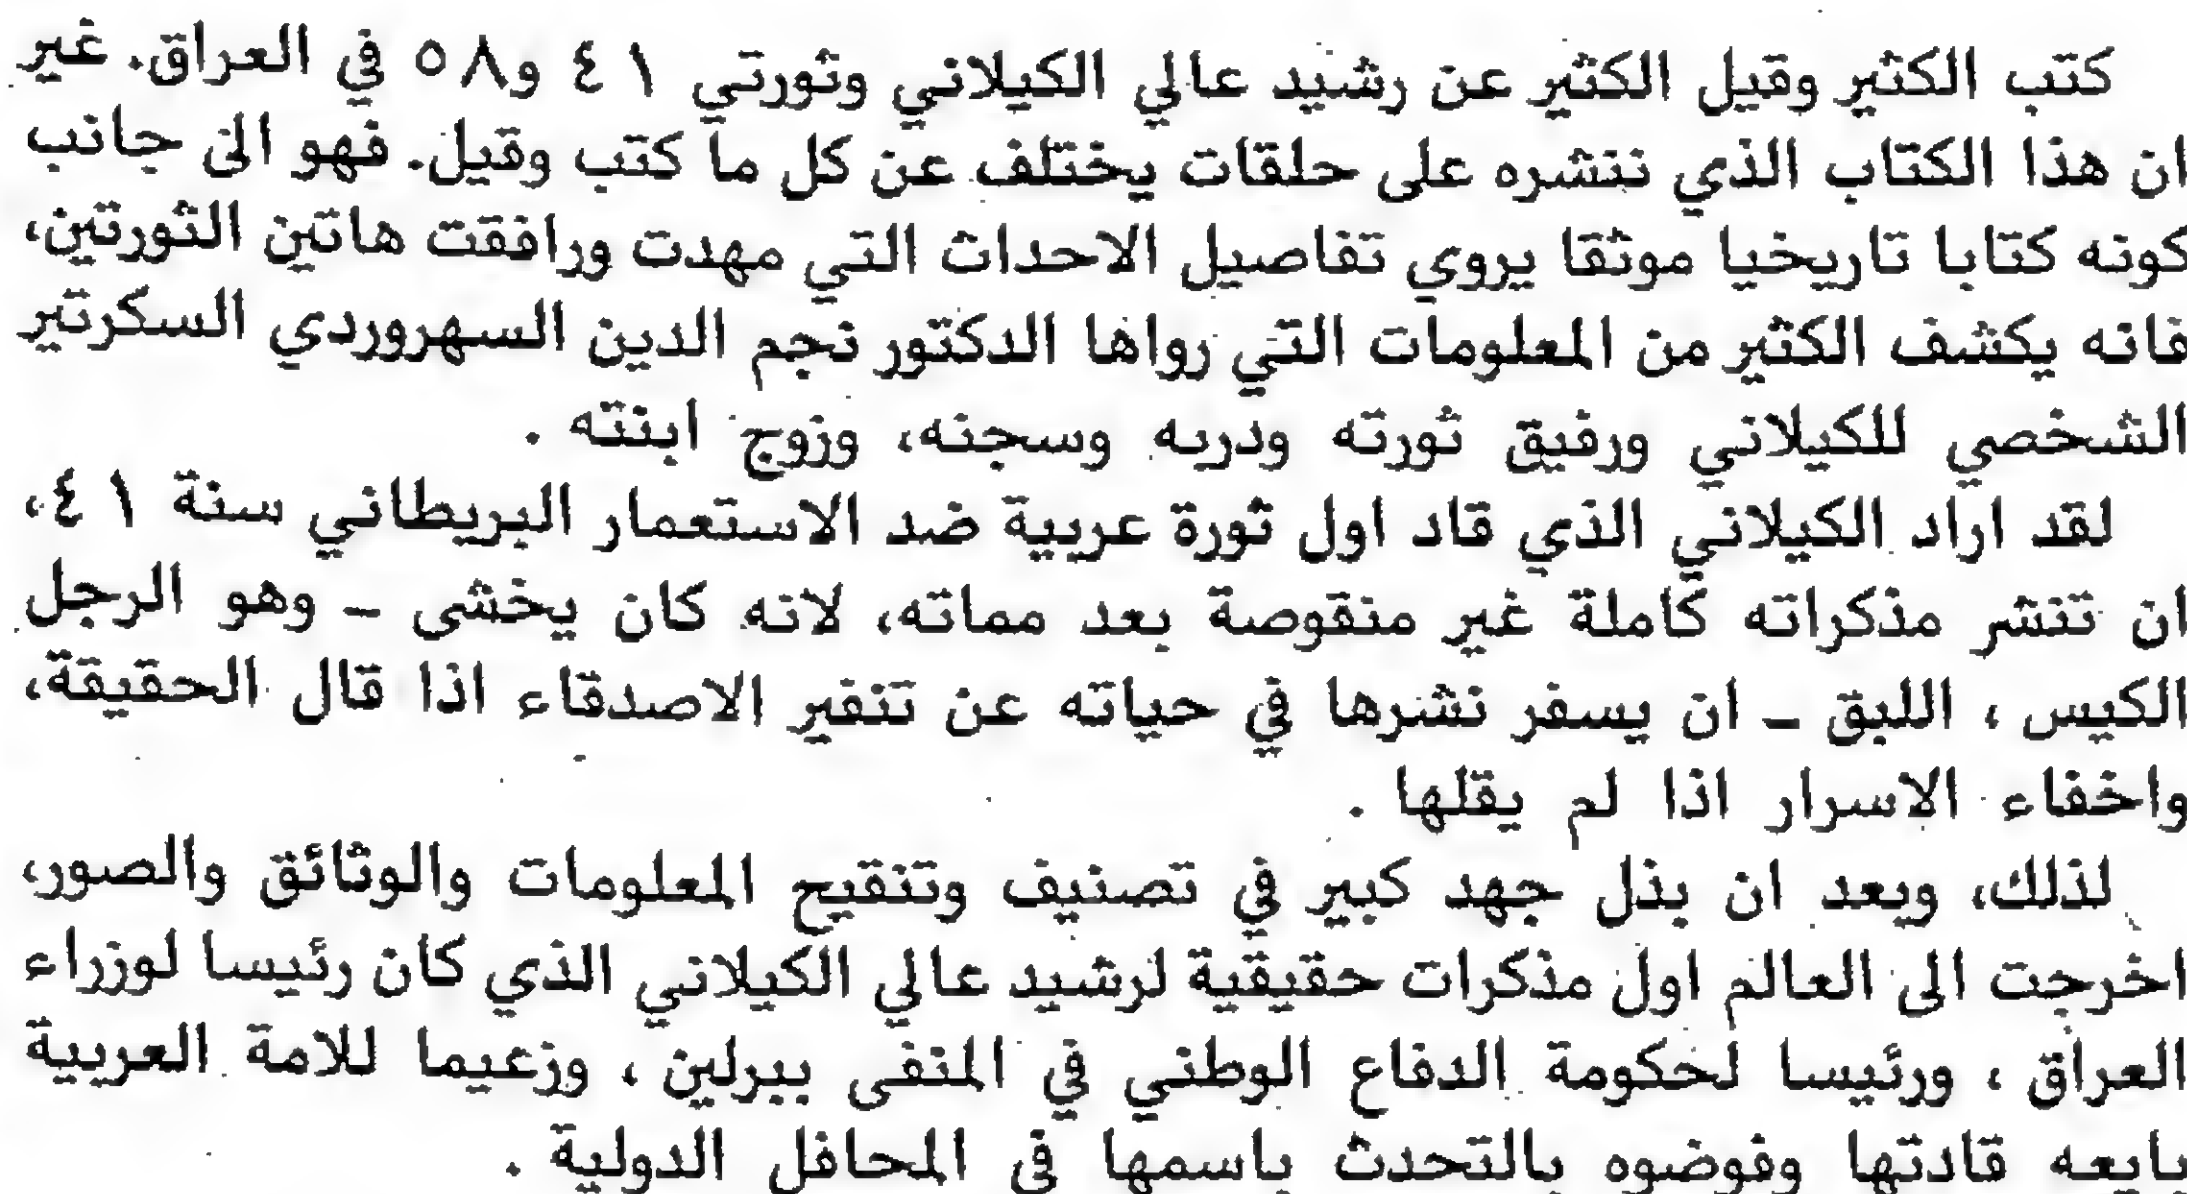 كتب الكثير وقيل الكثير عن رشيد عالي الكيلاني وثورتي ٤١ و٥٨ في العراق. غير
ان هذا الكتاب الذي ننشره على حلقات يختلف عن كل ما كتب وقيل. فهو الى جانب
كونه كتابا تاريخيا موثقا يروي تفاصيل الاحداث التي مهدت ورافقت هاتين الثورتين،
فانه يكشف الكثير من المعلومات التي رواها الدكتور نجم الدين السهروردي السكرتير
الشخصي للكيلاني ورفيق ثورته ودربه وسجنه، وزوج ابنته .
لقد اراد الكيلاني الذي قاد اول ثورة عربية ضد الاستعمار البريطاني سنة ٤١،
ان تنشر مذكراته كاملة غير منقوصة بعد مماته، لانه كان يخشى ـ وهو الرجل
الكيس ، اللبق ـ ان يسفر نشرها في حياته عن تنفير الاصدقاء اذا قال الحقيقة،
واخفاء الاسرار اذا لم يقلها .
لذلك، وبعد ان بذل جهد كبير في تصنيف وتنقيح المعلومات والوثائق والصور،
اخرجت الى العالم اول مذكرات حقيقية لرشيد عالي الكيلاني الذي كان رئيسا لوزراء
العراق ، ورئيسا لحكومة الدفاع الوطني في المنفى ببرلين ، وزعيما للامة العربية
بايعه قادتها وفوضوه بالتحدث باسمها في المحافل الدولية .